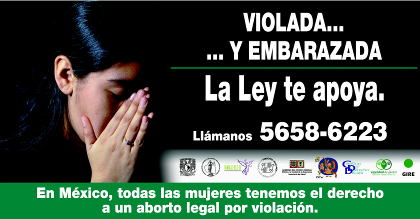 VIOLADA...
... Y EMBARAZADA
La Ley te apoya.
Llámanos 5658-6223
GIRE
En México, todas las mujeres tenemos el derecho
a un aborto legal por violación.